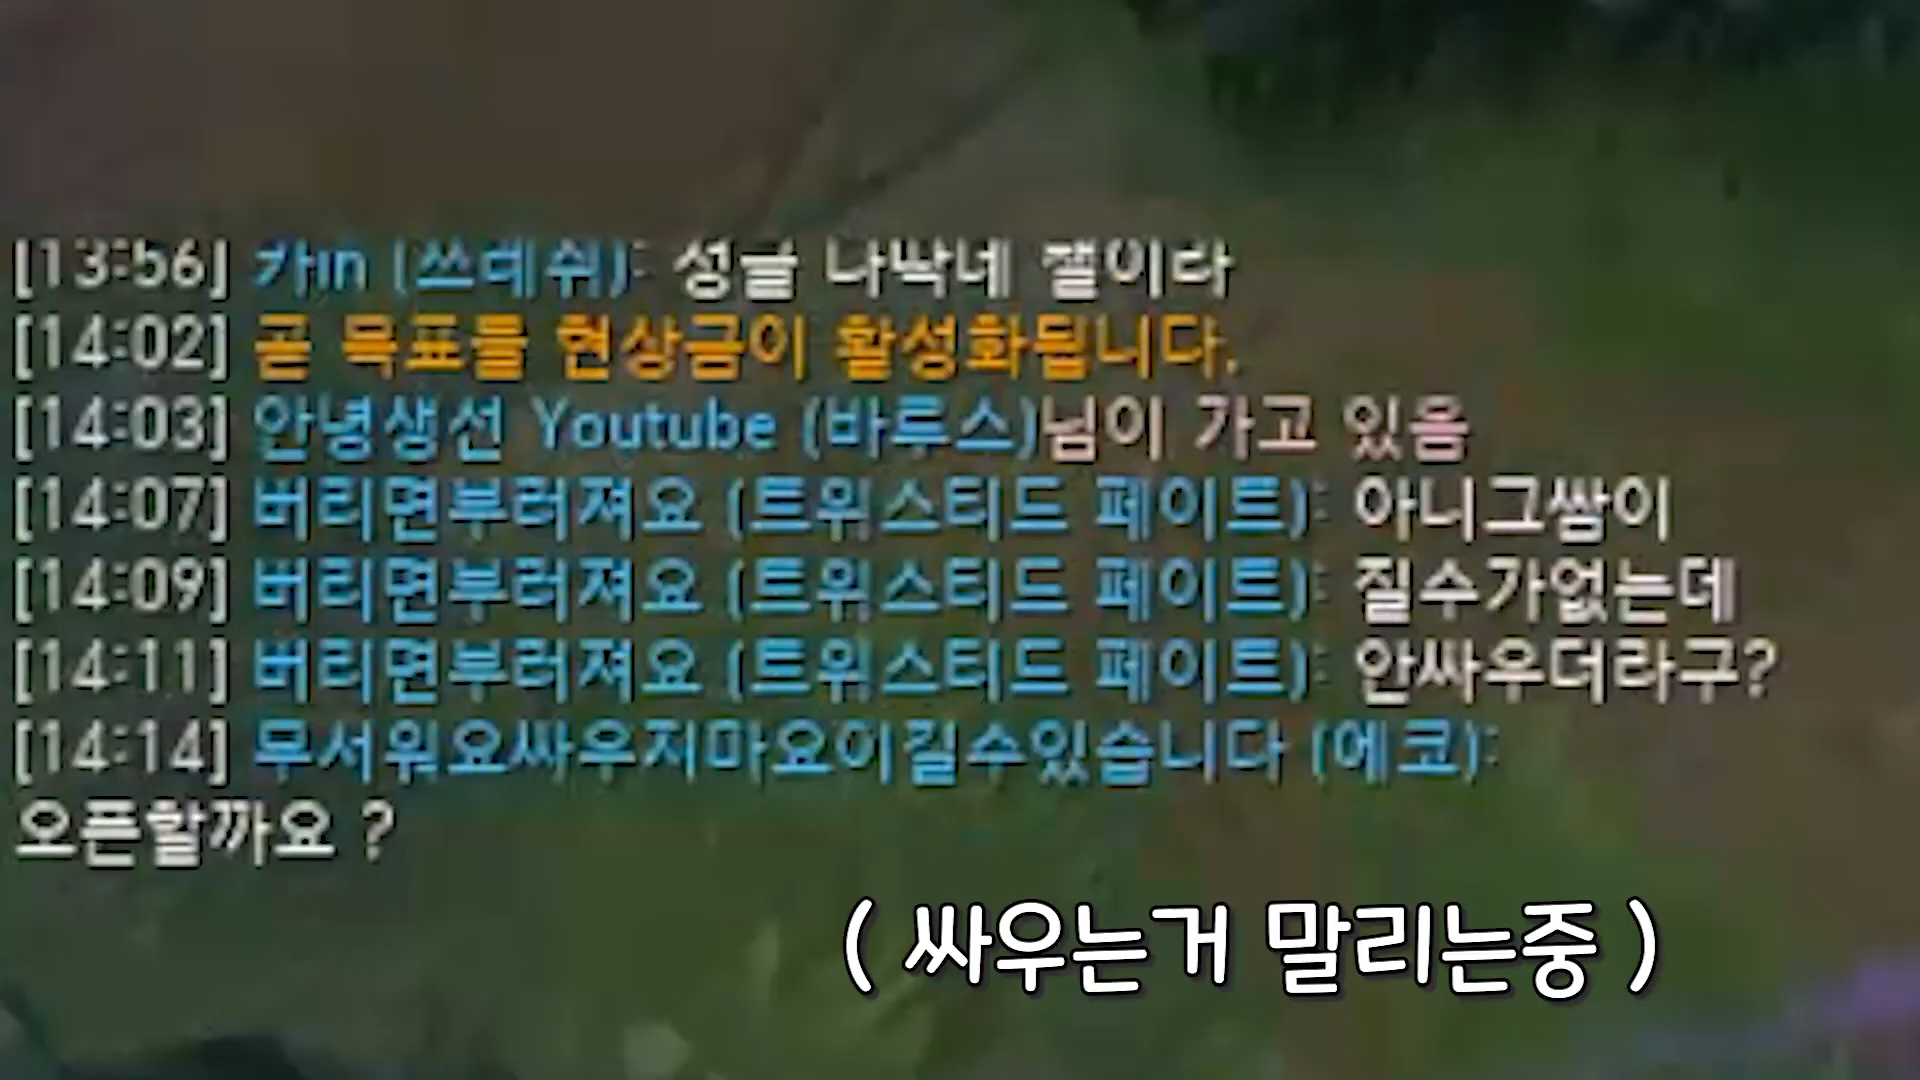 [13:56] 카in (쓰레쉬): 성글 나딱네 잴이라
[14:02] 곧 목표물 현상금이 활성화됩니다.
[14:03] 안녕생선 Youtube (바루스)님이 가고 있음
[14:07] 버리면부러져요 (트위스티드 페이트): 아니그쌈이
[14:09] 버리면부러져요 (트위스티드 페이트): 질수가없는데
[14:11] 버리면부러져요 (트위스티드 페이트): 안싸우더라구?
[14:14] 무서워요싸우지마요이길수있습니다 (에코):
오픈할까요 ?
( 싸우는거 말리는중 )